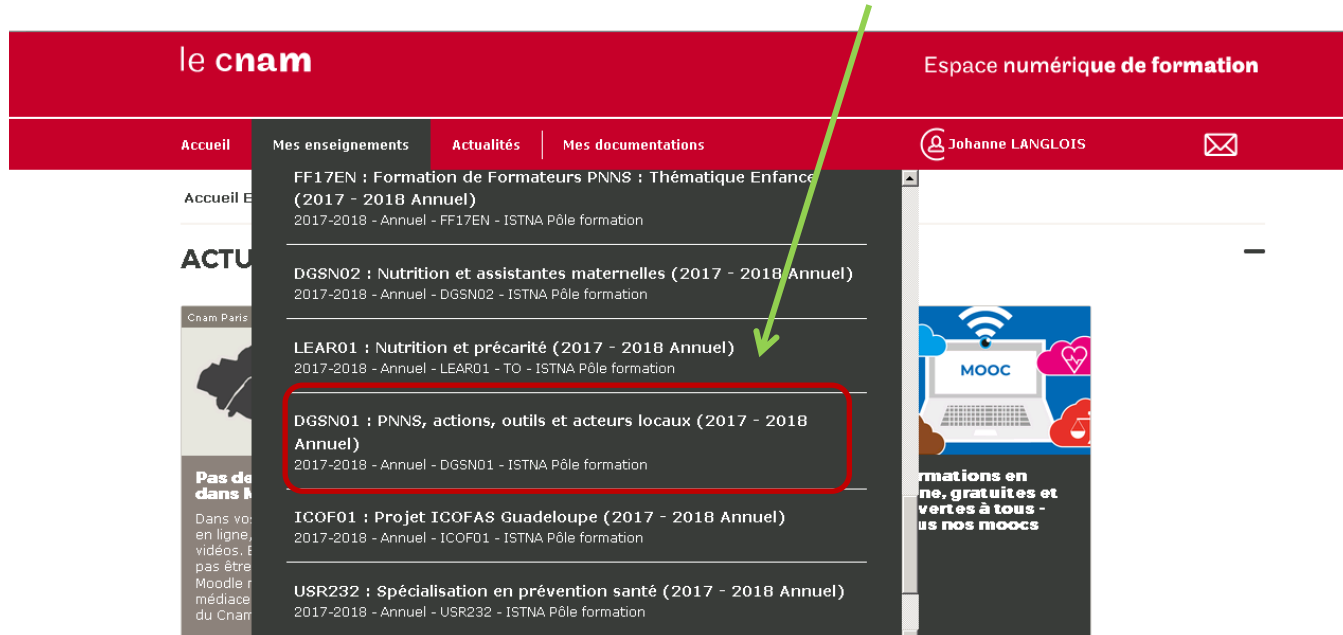 le cnam
Espace numérique de formation
Accueil
Mes enseignements
Actualités
Mes documentations
Johanne LANGLOIS
Accueil E
FF17EN : Formation de Formateurs PNNS : Thématique Enfance
(2017 - 2018 Annuel)
2017-2018 - Annuel - FF17EN - ISTNA Pôle formation
DGSN02 : Nutrition et assistantes maternelles (2017 - 2018 Annuel)
2017-2018 - Annuel - DGSN02 - ISTNA Pôle formation
LEAR01 : Nutrition et précarité (2017 - 2018 Annuel)
2017-2018 - Annuel - LEAR01 - TO - ISTNA Pôle formation
DGSN01 : PNNS, actions, outils et acteurs locaux (2017 - 2018
Annuel)
2017-2018 - Annuel - DGSN01 - ISTNA Pôle formation
ICOF01 : Projet ICOFAS Guadeloupe (2017 - 2018 Annuel)
2017-2018 - Annuel - ICOF01 - ISTNA Pôle formation
USR232 : Spécialisation en prévention santé (2017 - 2018 Annuel)
2017-2018 - Annuel - USR232 - ISTNA Pôle formation
ACTU
Cnam Paris
Pas de
dans M
Dans vos
en ligne,
vidéos. E
pas être
Moodle
médiace
du Cnam
MOOC
rmations en
ne, gratuites et
vertes à tous -
us nos moocs